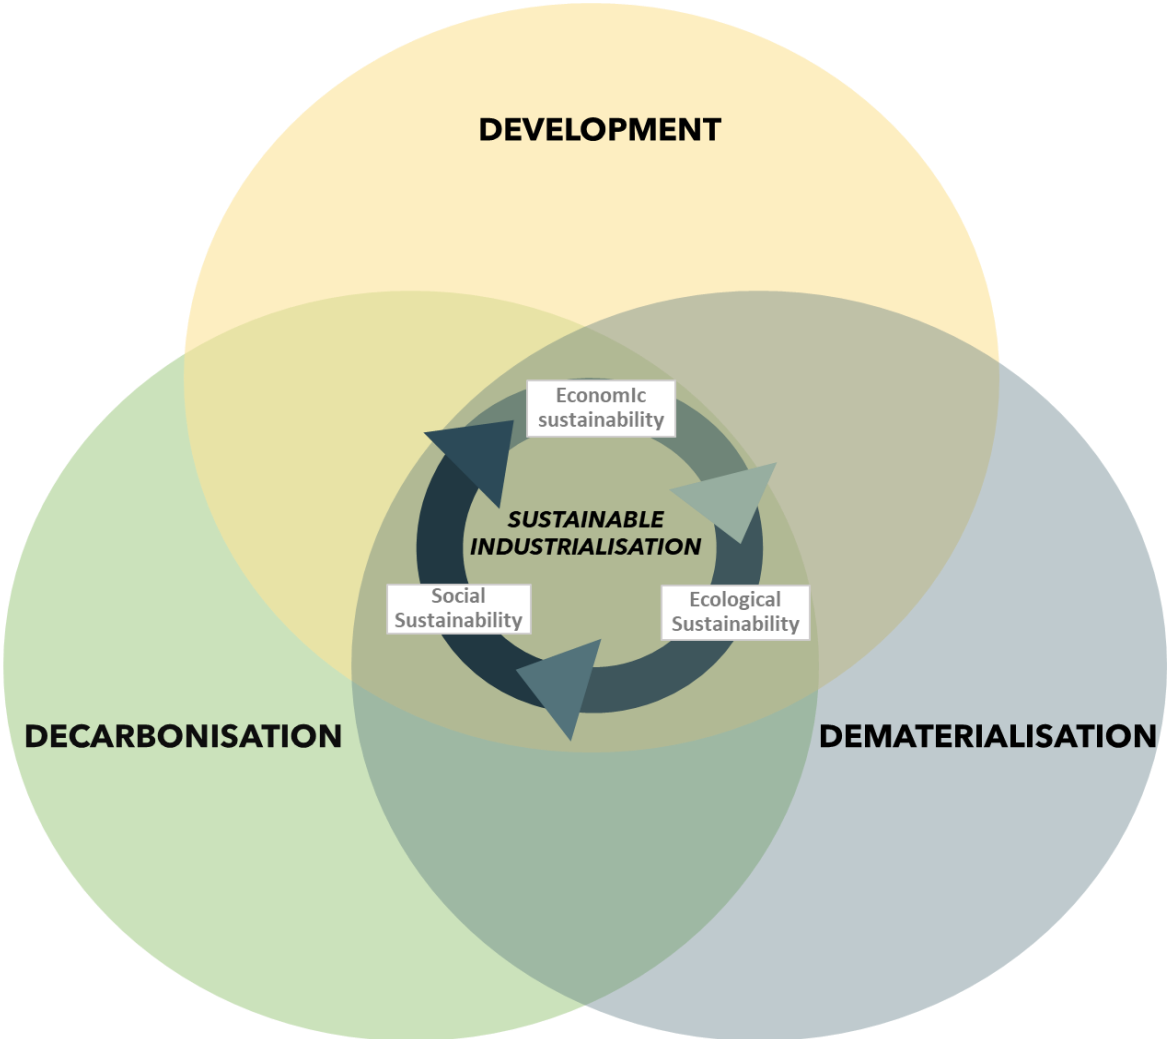 DEVELOPMENT
EconomIc
sustainability
SUSTAINABLE
INDUSTRIALISATION
Social
Sustainability
Ecological
Sustainability
DECARBONISATION
DEMATERIALISATION